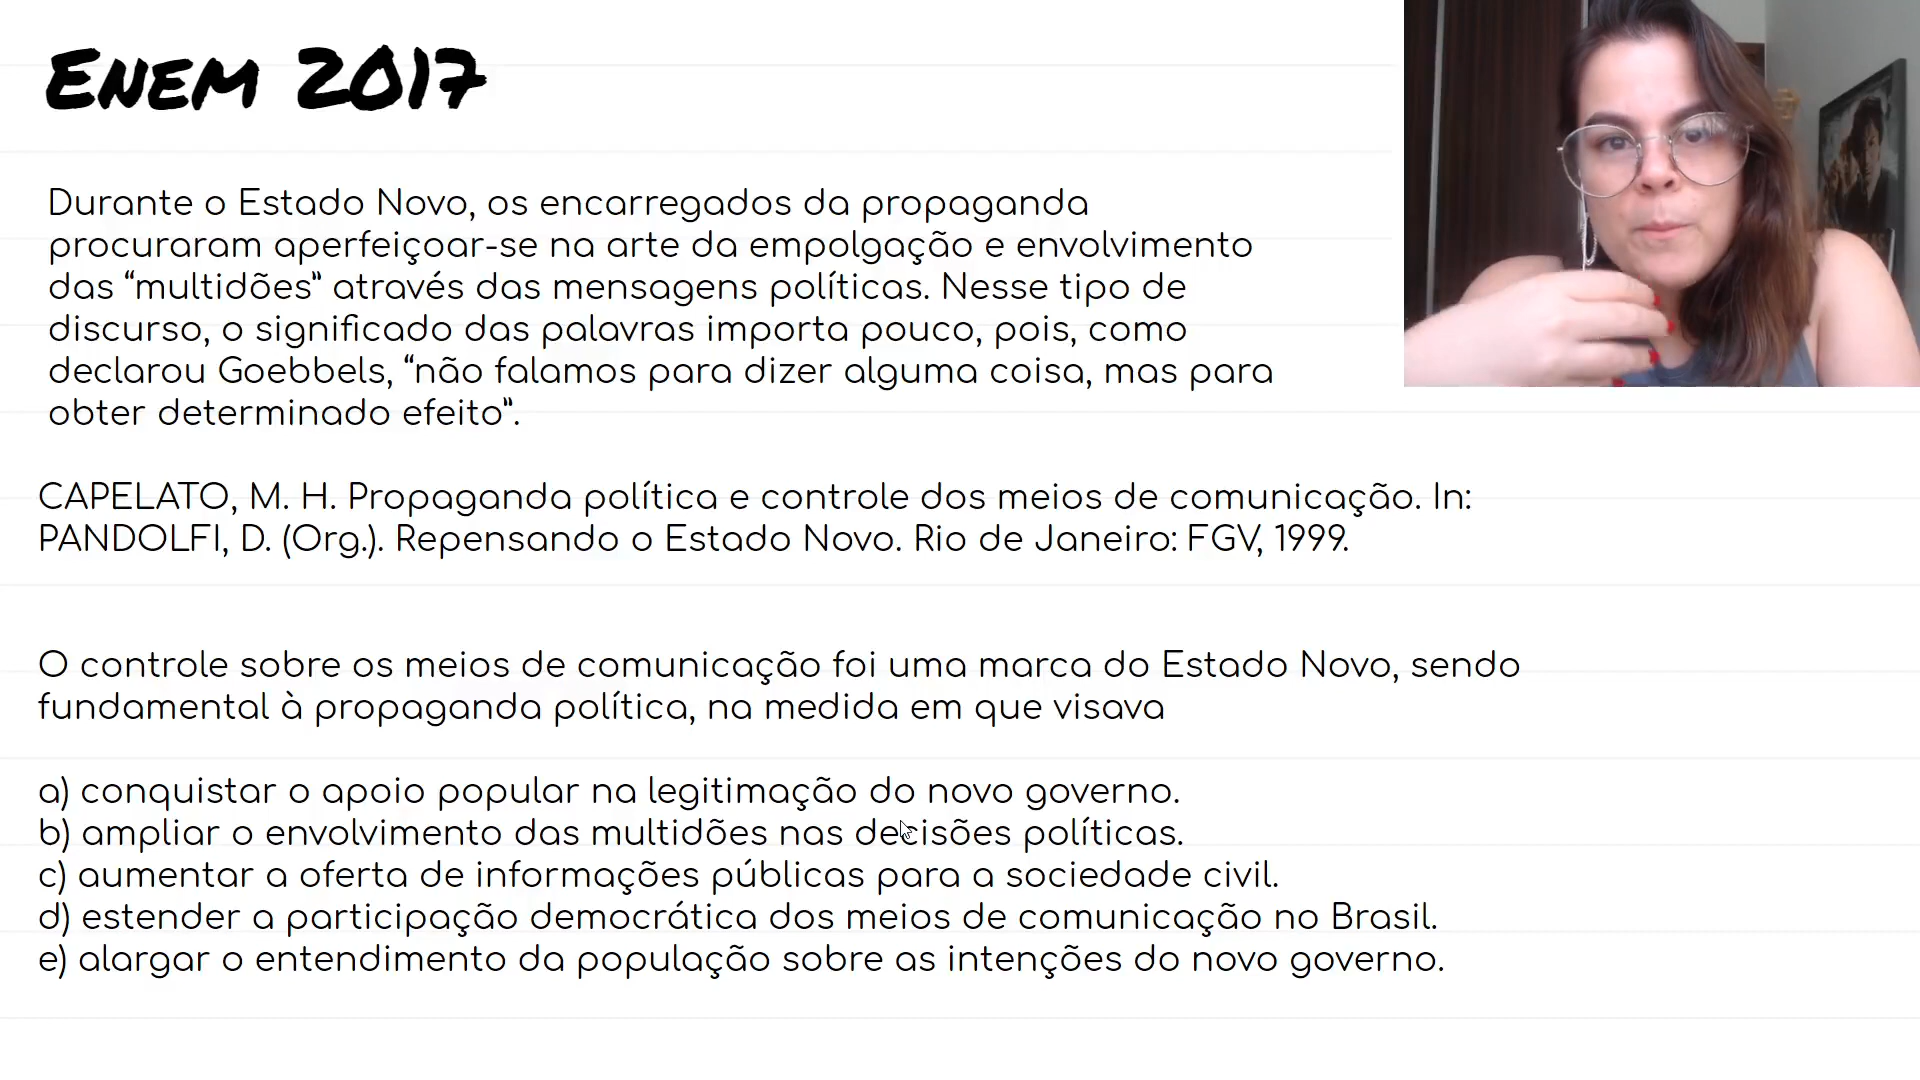 Enem 2017
Durante o Estado Novo, os encarregados da propaganda
procuraram aperfeiçoar-se na arte da empolgação e envolvimento
das “multidões” através das mensagens políticas. Nesse tipo de
discurso, o significado das palavras importa pouco, pois, como
declarou Goebbels, “não falamos para dizer alguma coisa, mas para
obter determinado efeito”.
CAPELATO, M. H. Propaganda política e controle dos meios de comunicação. In:
PANDOLFI, D. (Org.). Repensando o Estado Novo. Rio de Janeiro: FGV, 1999.
O controle sobre os meios de comunicação foi uma marca do Estado Novo, sendo
fundamental à propaganda política, na medida em que visava
a) conquistar o apoio popular na legitimação do novo governo.
b) ampliar o envolvimento das multidões nas decisões políticas.
c) aumentar a oferta de informações públicas para a sociedade civil.
d) estender a participação democrática dos meios de comunicação no Brasil.
e) alargar o entendimento da população sobre as intenções do novo governo.